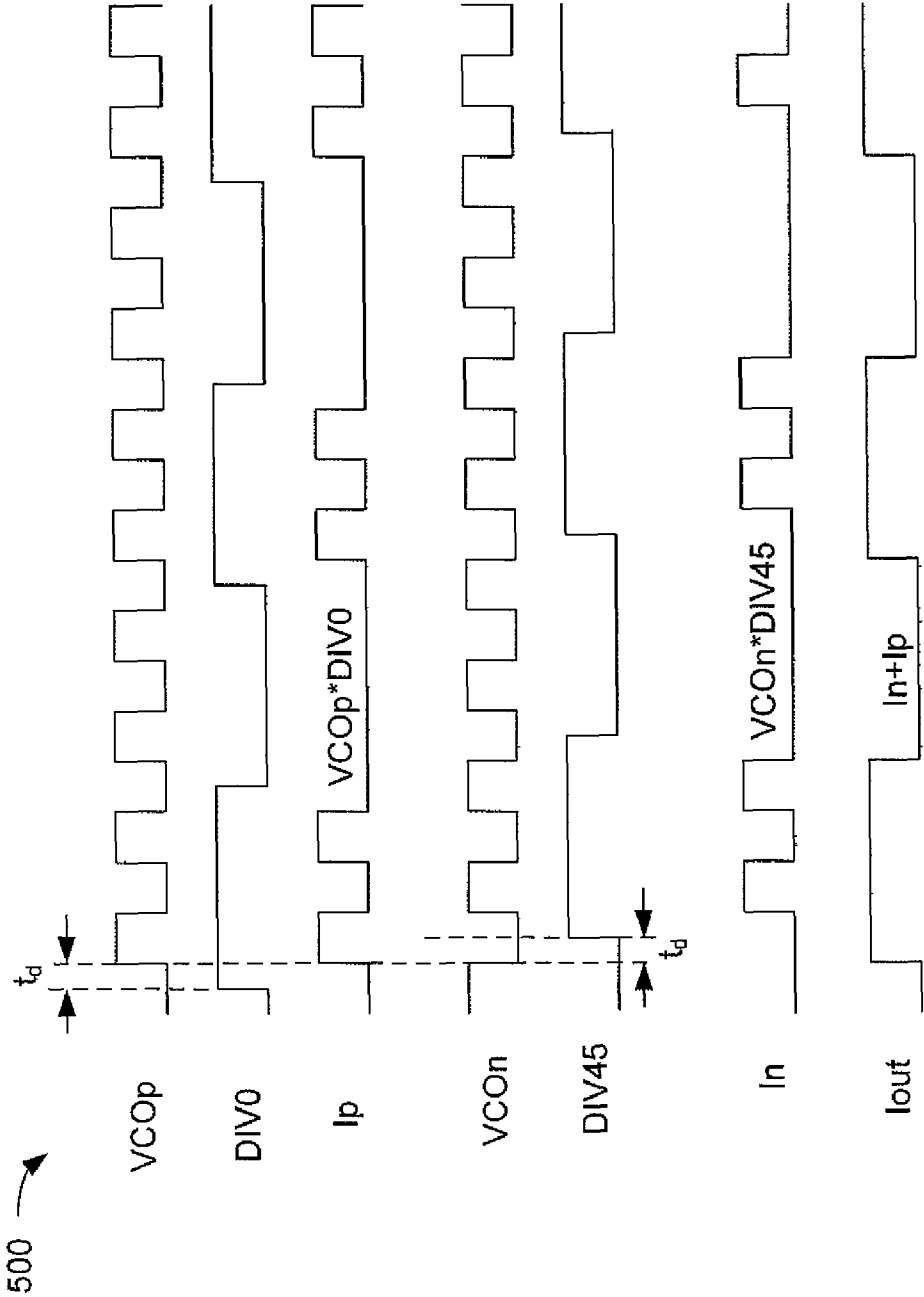 500
t_d
VCOp
DIV0
Ip
VCOp*DIV0
VCOn
DIV45
t_d
In
VCOn*DIV45
Iout
In+Ip